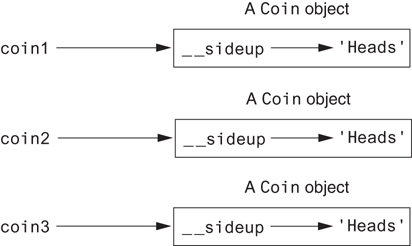 A Coin object
coin1 __sideup 'Heads'
A Coin object
coin2 __sideup 'Heads'
A Coin object
coin3 __sideup 'Heads'